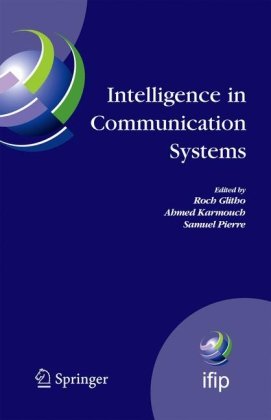 Intelligence in
Communication
Systems
Edited by
Roch Glitho
Ahmed Karmouch
Samuel Pierre
Springer
ifip